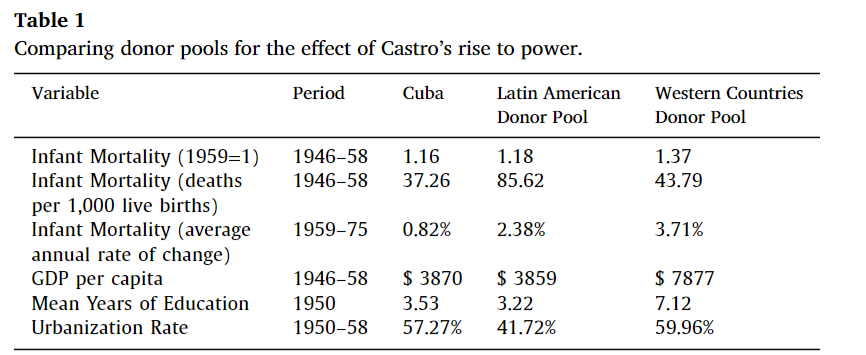 Table 1
Comparing donor pools for the effect of Castro's rise to power.
Variable Period Cuba Latin American Western Countries
Donor Pool Donor Pool
Infant Mortality (1959=1) 1946–58 1.16 1.18 1.37
Infant Mortality (deaths 1946–58 37.26 85.62 43.79
per 1,000 live births)
Infant Mortality (average 1959–75 0.82% 2.38% 3.71%
annual rate of change)
GDP per capita 1946–58 $ 3870 $ 3859 $ 7877
Mean Years of Education 1950 3.53 3.22 7.12
Urbanization Rate 1950–58 57.27% 41.72% 59.96%